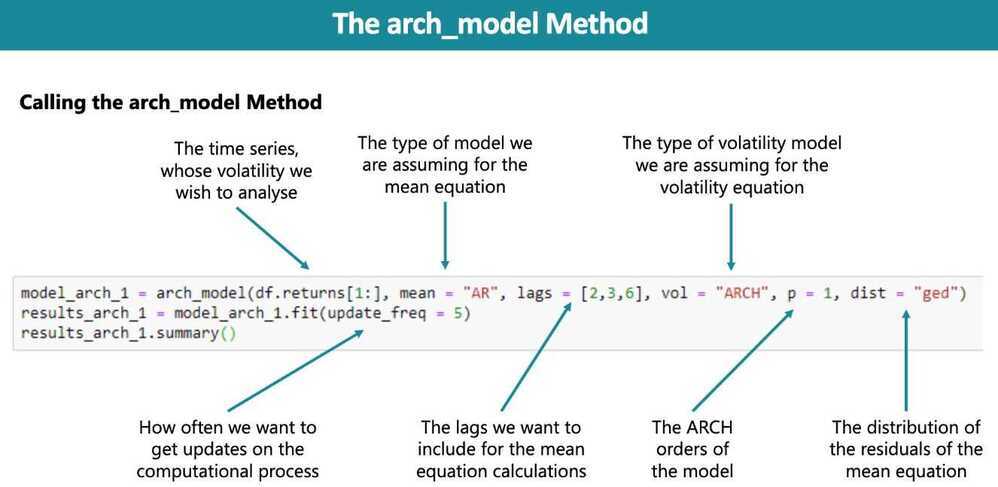 The arch_model Method
Calling the arch_model Method
The time series,
whose volatility we
wish to analyse
The type of model we
are assuming for the
mean equation
The type of volatility model
we are assuming for the
volatility equation
model_arch_1 = arch_model(df.returns[1:], mean = "AR", lags = [2,3,6], vol = "ARCH", p = 1, dist = "ged")
results_arch_1 = model_arch_1.fit(update_freq = 5)
results_arch_1.summary()
How often we want to
get updates on the
computational process
The lags we want to
include for the mean
equation calculations
The ARCH
orders of
the model
The distribution of
the residuals of the
mean equation